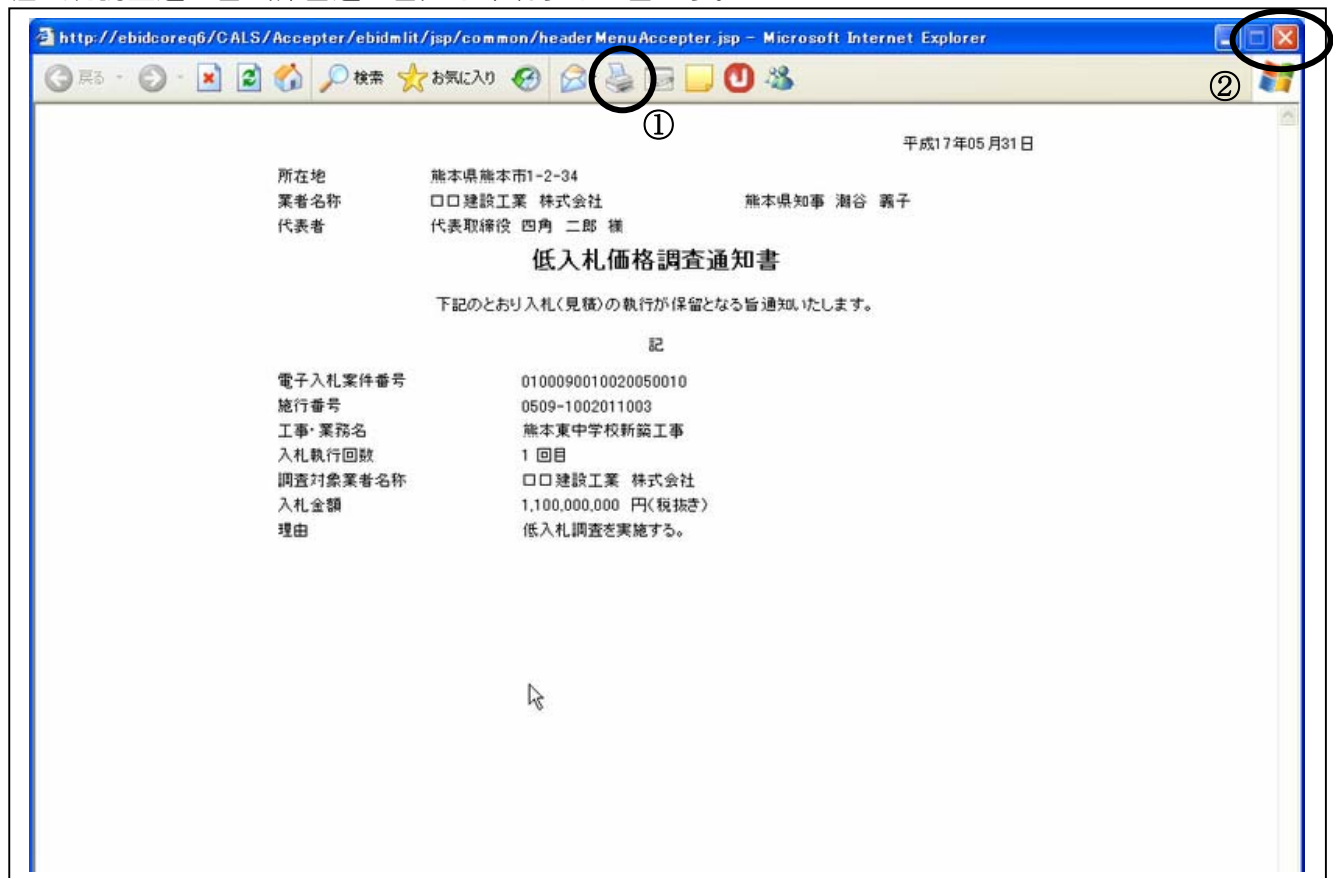 http://ebidcoreq6/CALS/Accepter/ebidmlit/jsp/common/headerMenuAccepter.jsp - Microsoft Internet Explorer
戻る 検索 お気に入り
①
②
平成17年05月31日
所在地 熊本県熊本市1-2-34
業者名称 口口建設工業 株式会社 熊本県知事 潮谷 義子
代表者 代表取締役 四角 二郎 様
低入札価格調査通知書
下記のとおり入札(見積)の執行が保留となる旨通知いたします。
記
電子入札案件番号 0100090010020050010
施行番号 0509-1002011003
工事・業務名 熊本東中学校新築工事
入札執行回数 1 回目
調査対象業者名称 口口建設工業 株式会社
入札金額 1,100,000,000 円(税抜き)
理由 低入札調査を実施する。